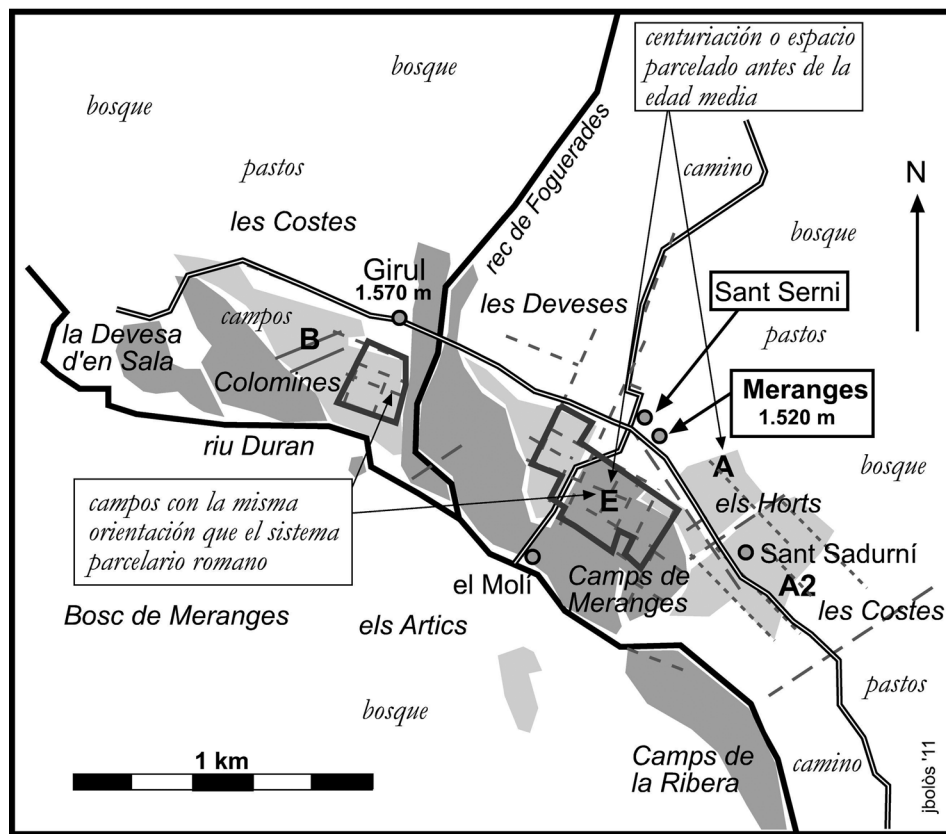 centuriación o espacio
parcelado antes de la
edad media
bosque
bosque
pastos
camino
N
rec de Foguerades
bosque
les Costes
Girul
1.570 m
les Deveses
Sant Serni
pastos
la Devesa
d'en Sala
campos
B
Colomines
Meranges
1.520 m
riu Duran
A
bosque
els Horts
campos con la misma
orientación que el sistema
parcelario romano
E
Sant Sadurní
el Molí
Camps de
Meranges
A2
les Costes
Bosc de Meranges
els Artics
pastos
bosque
1 km
Camps de
la Ribera
camino
jbolòs '11